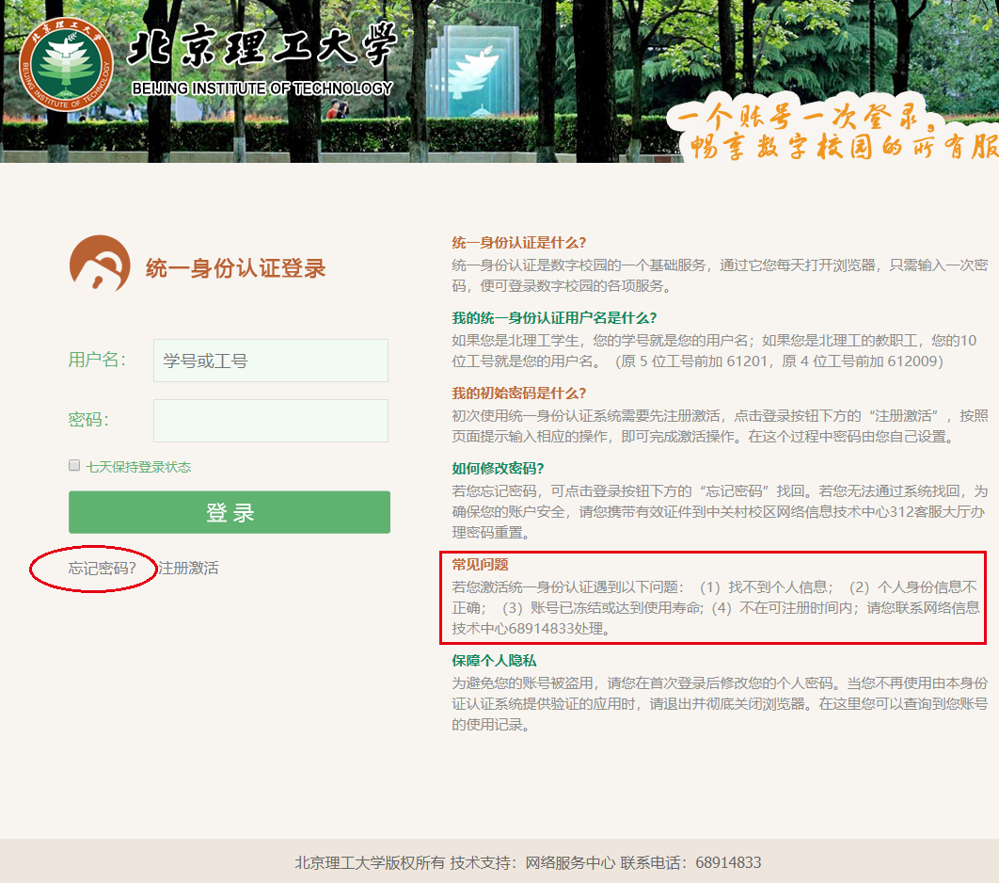 北京理工大学
BEIJING INSTITUTE OF TECHNOLOGY
北京理工大学
BEIJING INSTITUTE OF TECHNOLOGY
一个账号一次登录,
畅享数字校园的所有服
统一身份认证登录
用户名:
学号或工号
密码:
七天保持登录状态
登 录
忘记密码?
注册激活
统一身份认证是什么?
统一身份认证是数字校园的一个基础服务，通过它您每天打开浏览器，只需输入一次密
码，便可登录数字校园的各项服务。
我的统一身份认证用户名是什么?
如果您是北理工学生，您的学号就是您的用户名；如果您是北理工的教职工，您的10
位工号就是您的用户名。（原 5 位工号前加 61201，原 4 位工号前加 612009）
我的初始密码是什么?
初次使用统一身份认证系统需要先注册激活，点击登录按钮下方的“注册激活”，按照
页面提示输入相应的操作，即可完成激活操作。在这个过程中密码由您自己设置。
如何修改密码?
若您忘记密码，可点击登录按钮下方的“忘记密码”找回。若您无法通过系统找回，为
确保您的账户安全，请您携带有效证件到中关村校区网络信息技术中心312客服大厅办
理密码重置。
常见问题
若您激活统一身份认证遇到以下问题：（1）找不到个人信息；（2）个人身份信息不
正确；（3）账号已冻结或达到使用寿命;（4）不在可注册时间内；请您联系网络信息
技术中心68914833处理。
保障个人隐私
为避免您的账号被盗用，请您在首次登录后修改您的个人密码。当您不再使用由本身份
证认证系统提供验证的应用时，请退出并彻底关闭浏览器。在这里您可以查询到您账号
的使用记录。
北京理工大学版权所有 技术支持：网络服务中心 联系电话：68914833